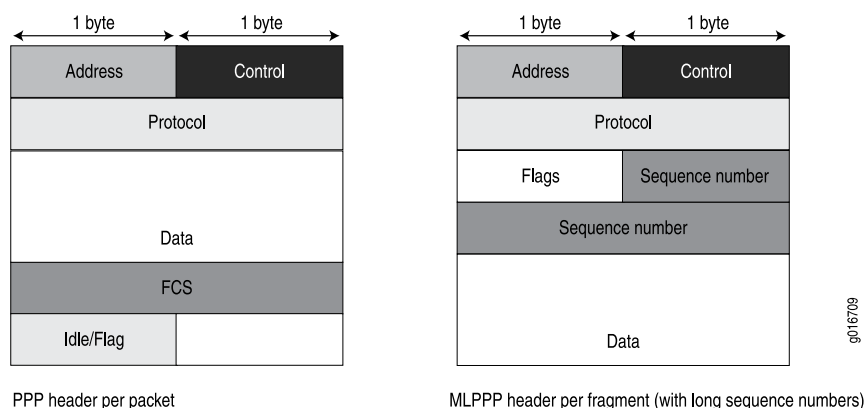 1 byte 1 byte
Address Control
Protocol
Data
FCS
Idle/Flag
PPP header per packet
1 byte 1 byte
Address Control
Protocol
Flags Sequence number
Sequence number
Data
MLPPP header per fragment (with long sequence numbers)
g016709